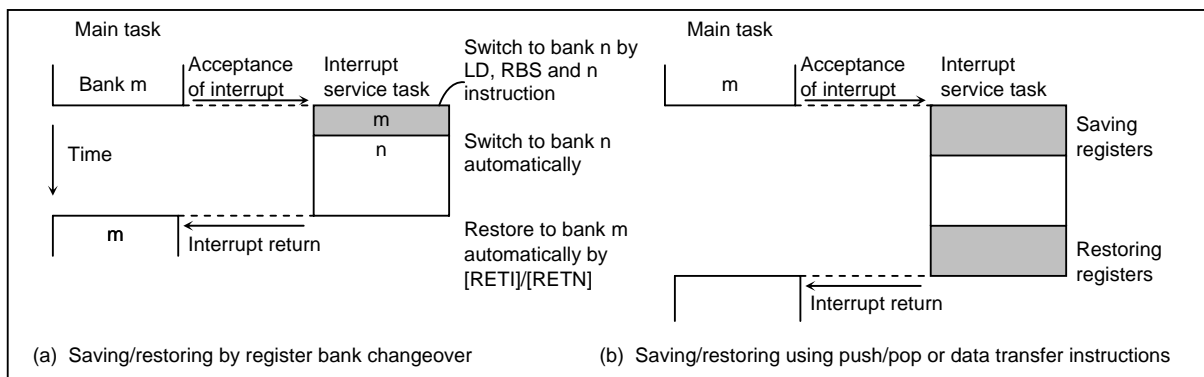 Main task
Bank m
Acceptance
of interrupt
Interrupt
service task
Switch to bank n by
LD, RBS and n
instruction
m
n
Switch to bank n
automatically
Time
m
Interrupt return
Restore to bank m
automatically by
[RETI]/[RETN]
(a) Saving/restoring by register bank changeover
Main task
m
Acceptance
of interrupt
Interrupt
service task
Saving
registers
Restoring
registers
Interrupt return
(b) Saving/restoring using push/pop or data transfer instructions